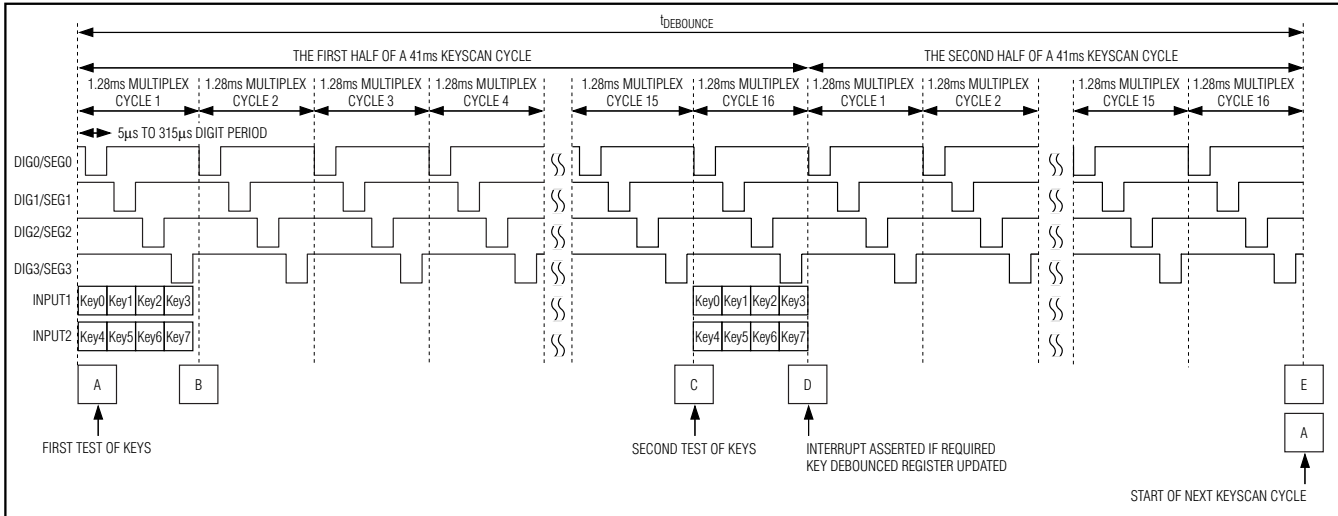 tDEBOUNCE
THE FIRST HALF OF A 41ms KEYSCAN CYCLE
THE SECOND HALF OF A 41ms KEYSCAN CYCLE
1.28ms MULTIPLEX
CYCLE 1
1.28ms MULTIPLEX
CYCLE 2
1.28ms MULTIPLEX
CYCLE 3
1.28ms MULTIPLEX
CYCLE 4
1.28ms MULTIPLEX
CYCLE 15
1.28ms MULTIPLEX
CYCLE 16
1.28ms MULTIPLEX
CYCLE 1
1.28ms MULTIPLEX
CYCLE 2
1.28ms MULTIPLEX
CYCLE 15
1.28ms MULTIPLEX
CYCLE 16
5µs TO 315µs DIGIT PERIOD
DIG0/SEG0
DIG1/SEG1
DIG2/SEG2
DIG3/SEG3
INPUT1 Key0 Key1 Key2 Key3 Key0 Key1 Key2 Key3
INPUT2 Key4 Key5 Key6 Key7 Key4 Key5 Key6 Key7
A B C D E
A
FIRST TEST OF KEYS
SECOND TEST OF KEYS
INTERRUPT ASSERTED IF REQUIRED
KEY DEBOUNCED REGISTER UPDATED
START OF NEXT KEYSCAN CYCLE